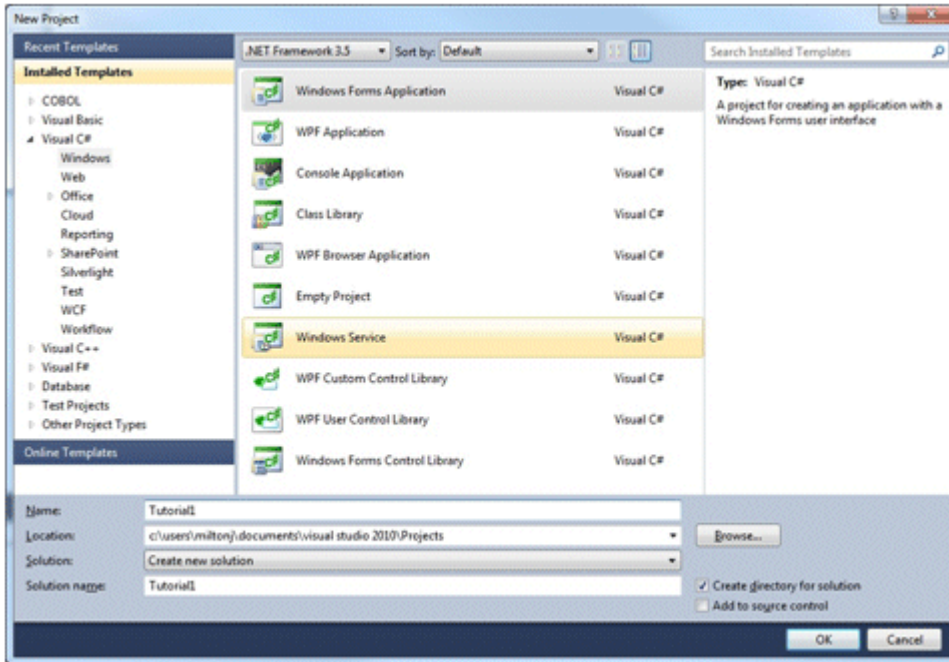 New Project
Recent Templates
Installed Templates
COBOL
Visual Basic
Visual C#
Windows
Web
Office
Cloud
Reporting
SharePoint
Silverlight
Test
WCF
Workflow
Visual C++
Visual F#
Database
Test Projects
Other Project Types
Online Templates
.NET Framework 3.5 Sort by: Default
Windows Forms Application Visual C#
WPF Application Visual C#
Console Application Visual C#
Class Library Visual C#
WPF Browser Application Visual C#
Empty Project Visual C#
Windows Service Visual C#
WPF Custom Control Library Visual C#
WPF User Control Library Visual C#
Windows Forms Control Library Visual C#
Search Installed Templates
Type: Visual C#
A project for creating an application with a
Windows Forms user interface
Name: Tutorial1
Location: c:\users\miltonj\documents\visual studio 2010\Projects Browse...
Solution: Create new solution
Solution name: Tutorial1
Create directory for solution
Add to source control
OK Cancel